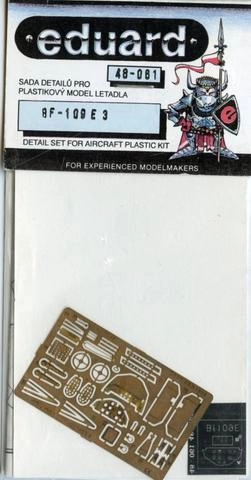 eduard
48-061
SADA DETAILŮ PRO
PLASTIKOVÝ MODEL LETADLA
BF-109 E 3
DETAIL SET FOR AIRCRAFT PLASTIC KIT
FOR EXPERIENCED MODELMAKERS